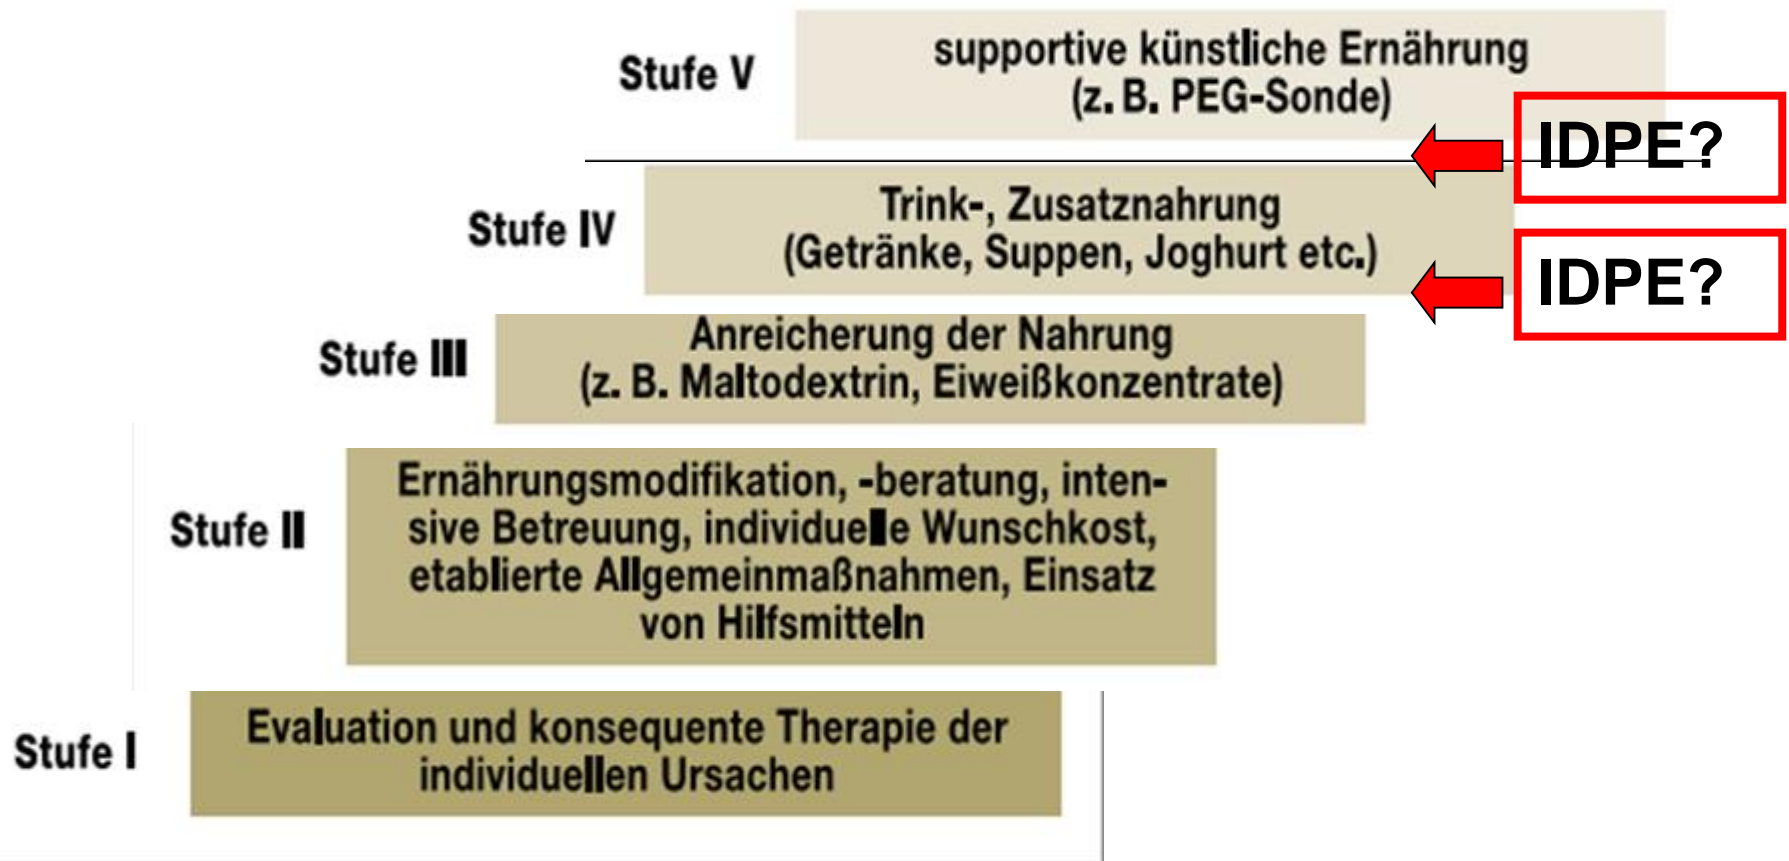 Stufe V
supportive künstliche Ernährung
(z. B. PEG-Sonde)
IDPE?
Stufe IV
Trink-, Zusatznahrung
(Getränke, Suppen, Joghurt etc.)
IDPE?
Stufe III
Anreicherung der Nahrung
(z. B. Maltodextrin, Eiweißkonzentrate)
Stufe II
Ernährungsmodifikation, -beratung, inten-
sive Betreuung, individuelle Wunschkost,
etablierte Allgemeinmaßnahmen, Einsatz
von Hilfsmitteln
Stufe I
Evaluation und konsequente Therapie der
individuellen Ursachen